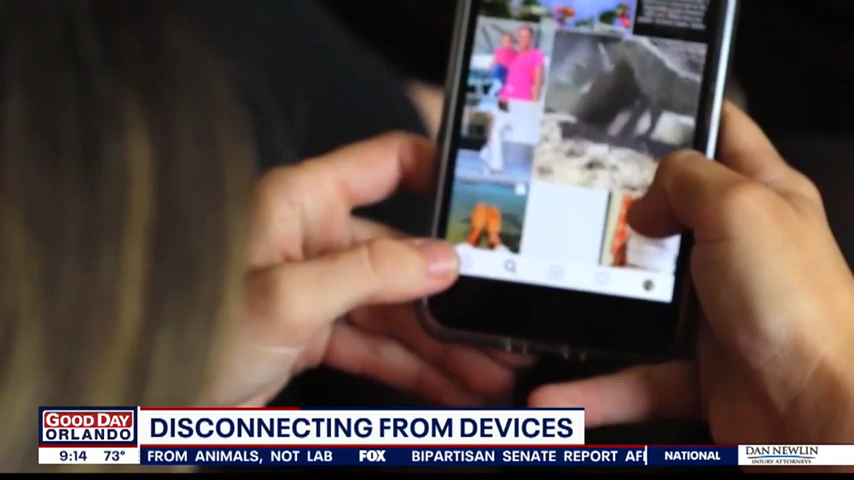 GOOD DAY
ORLANDO
DISCONNECTING FROM DEVICES
9:14 73°
FROM ANIMALS, NOT LAB FOX BIPARTISAN SENATE REPORT AFI
NATIONAL
DAN NEWLIN
INJURY ATTORNEYS